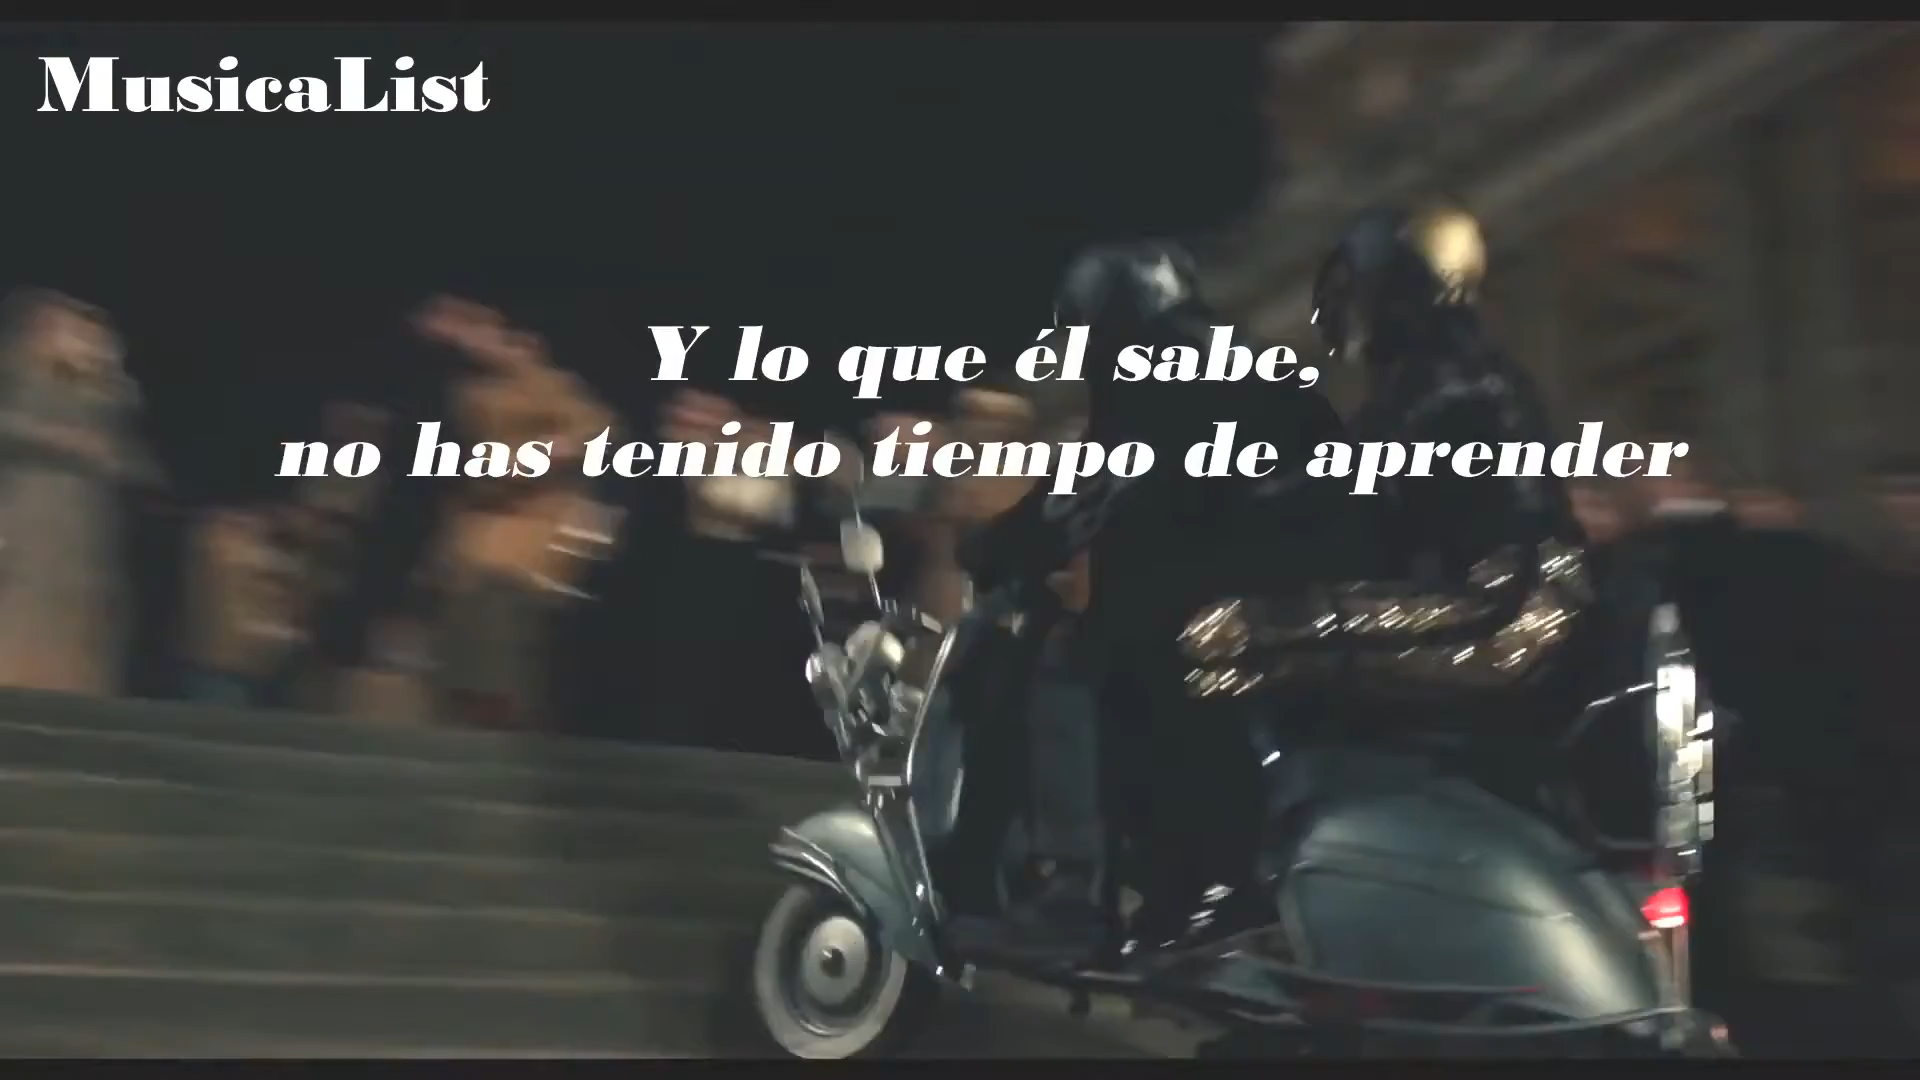 MusicaList
Y lo que él sabe,
no has tenido tiempo de aprender